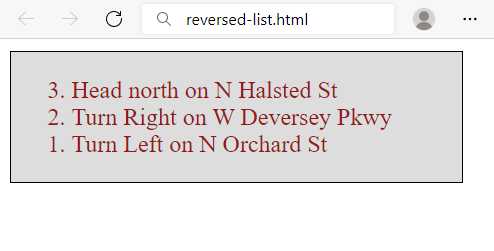 reversed-list.html
3. Head north on N Halsted St
2. Turn Right on W Deversey Pkwy
1. Turn Left on N Orchard St